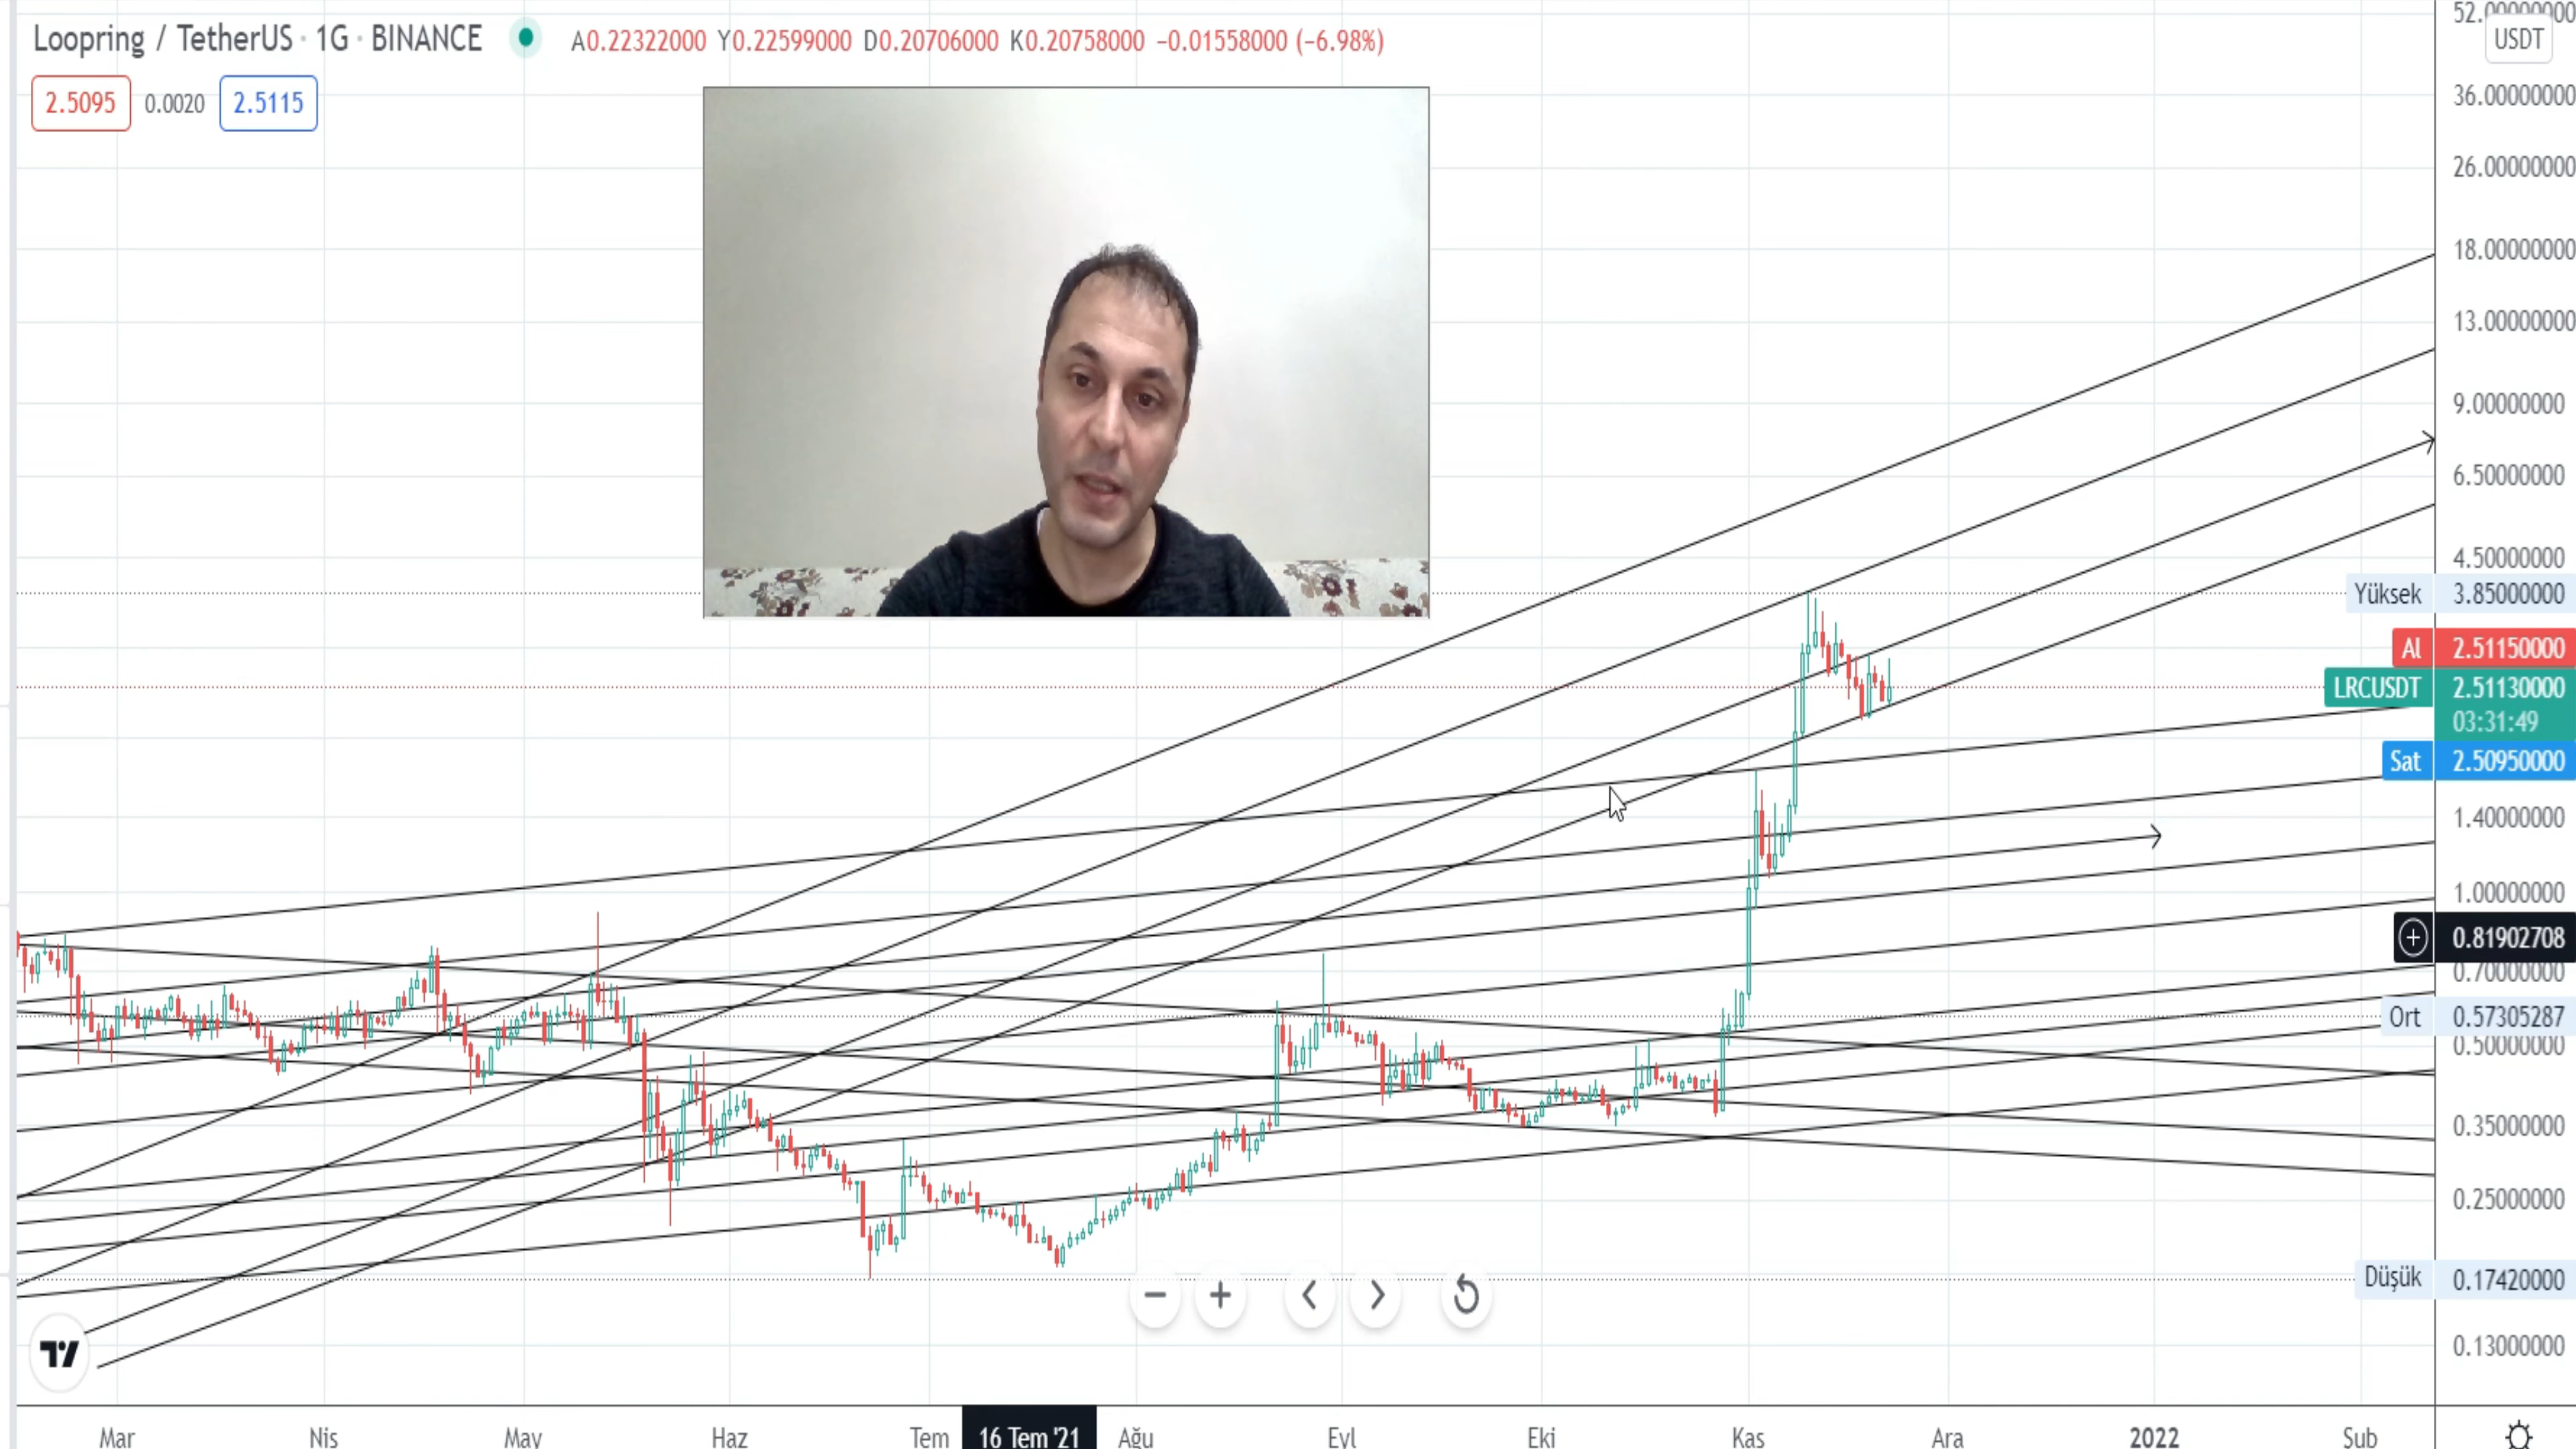 Loopring / TetherUS · 1G · BINANCE A0.22322000 Y0.22599000 D0.20706000 K0.20758000 −0.01558000 (−6.98%)
2.5095 0.0020 2.5115
USDT
36.00000000
26.00000000
18.00000000
13.00000000
9.00000000
6.50000000
4.50000000
Yüksek 3.85000000
Al 2.51150000
LRCUSDT 2.51130000
03:31:49
Sat 2.50950000
1.40000000
1.00000000
0.81902708
0.70000000
Ort 0.57305287
0.50000000
0.35000000
0.25000000
Düşük 0.17420000
0.13000000
Mar Nis May Haz Tem 16 Tem '21 Ağu Eyl Eki Kas Ara 2022 Şub